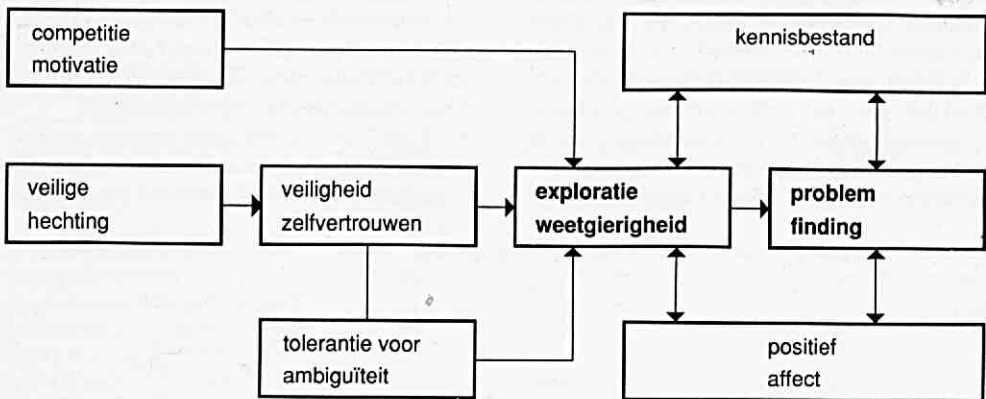 competitie
motivatie
kennisbestand
veilige
hechting
veiligheid
zelfvertrouwen
exploratie
weetgierigheid
problem
finding
tolerantie voor
ambiguïteit
positief
affect